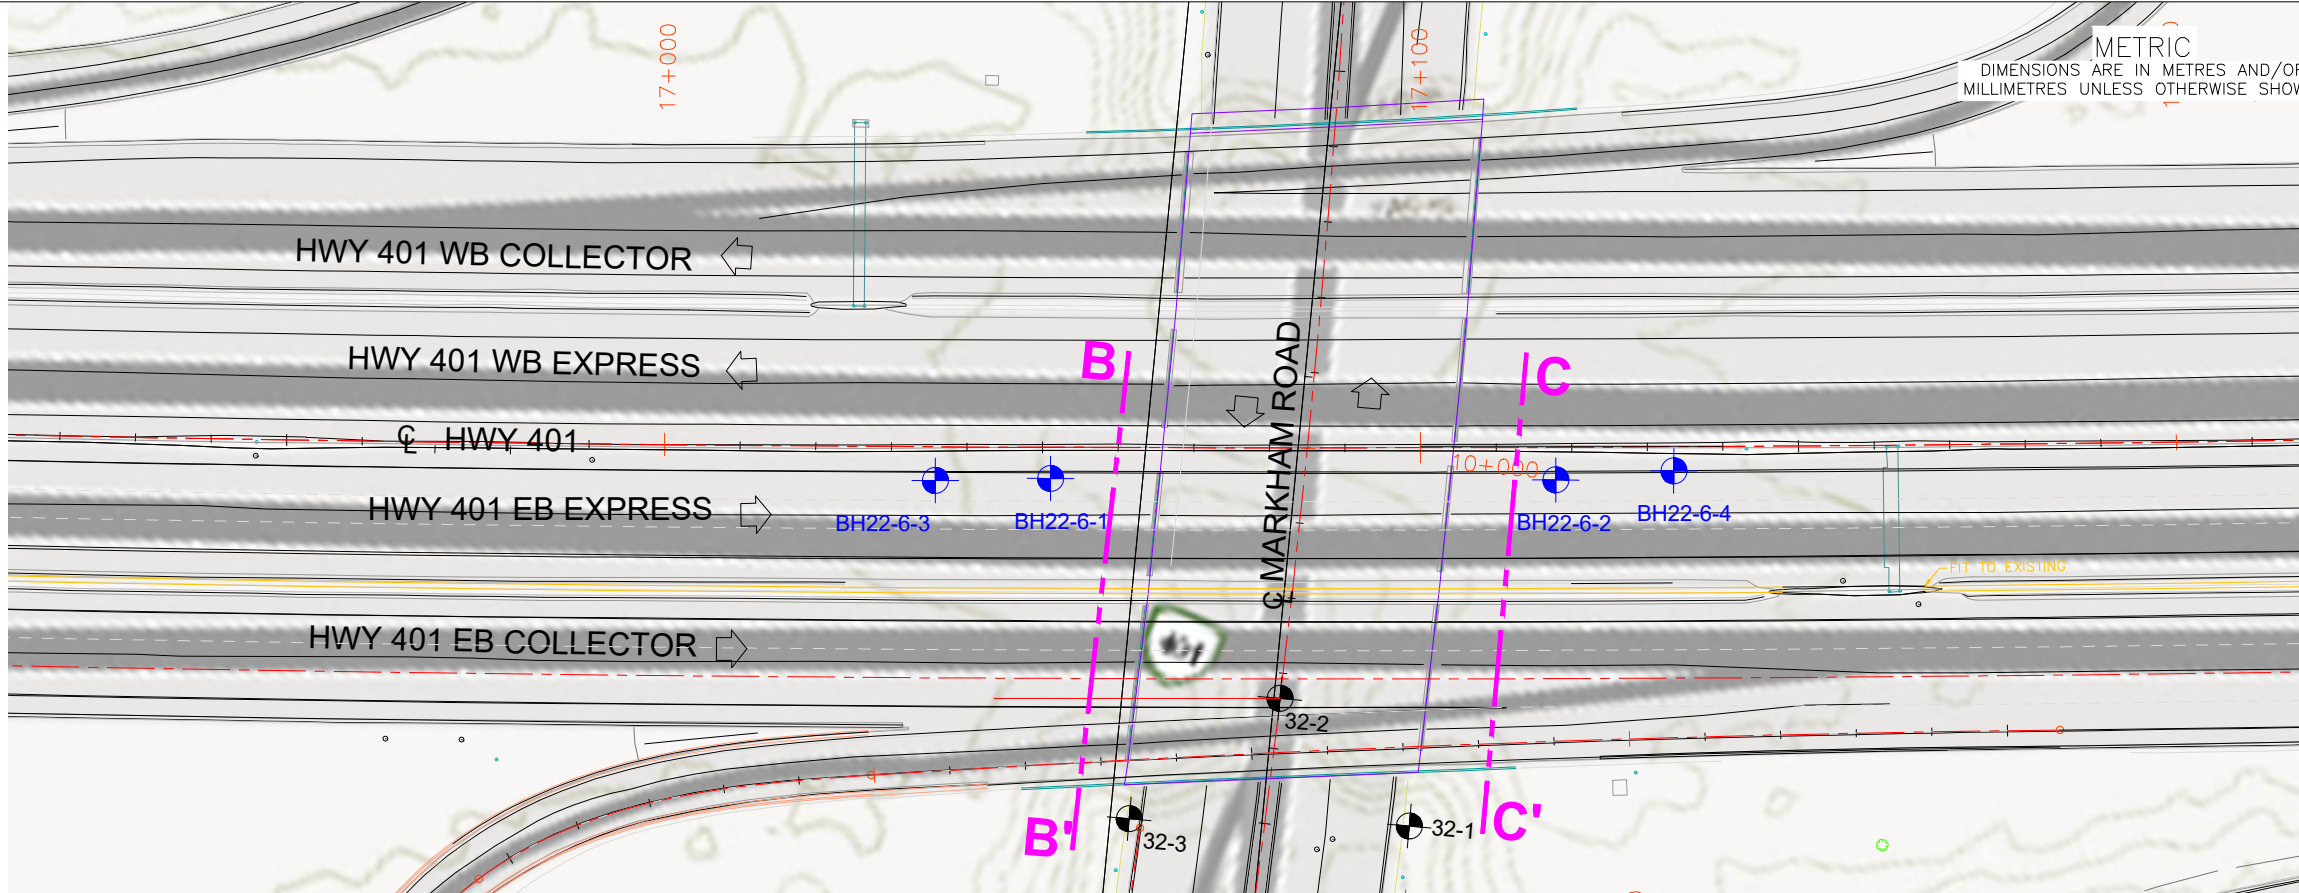 17+000
17+100
METRIC
DIMENSIONS ARE IN METRES AND/OR
MILLIMETRES UNLESS OTHERWISE SHOW
HWY 401 WB COLLECTOR
HWY 401 WB EXPRESS
B
C
℄ HWY 401
10+000
HWY 401 EB EXPRESS
BH22-6-3
BH22-6-1
BH22-6-2
BH22-6-4
℄ MARKHAM ROAD
FIT TO EXISTING
HWY 401 EB COLLECTOR
401
32-2
B'
32-3
32-1
C'